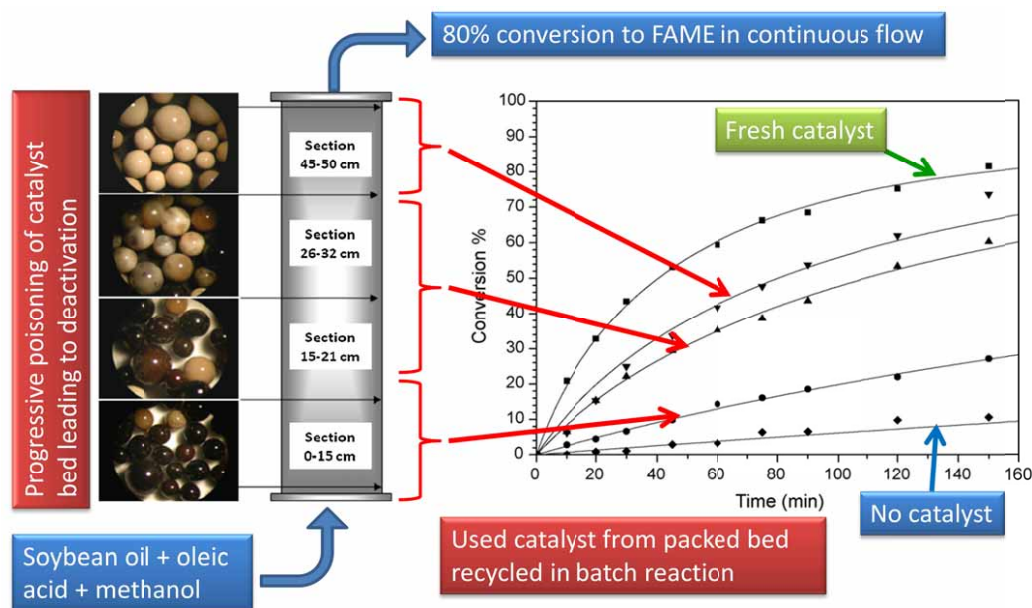 80% conversion to FAME in continuous flow
Progressive poisoning of catalyst
bed leading to deactivation
Section
45-50 cm
Section
26-32 cm
Section
15-21 cm
Section
0-15 cm
Soybean oil + oleic
acid + methanol
Fresh catalyst
Conversion %
100
90
80
70
60
50
40
30
20
10
0
0
20
40
60
80
100
120
140
160
Time (min)
No catalyst
Used catalyst from packed bed
recycled in batch reaction